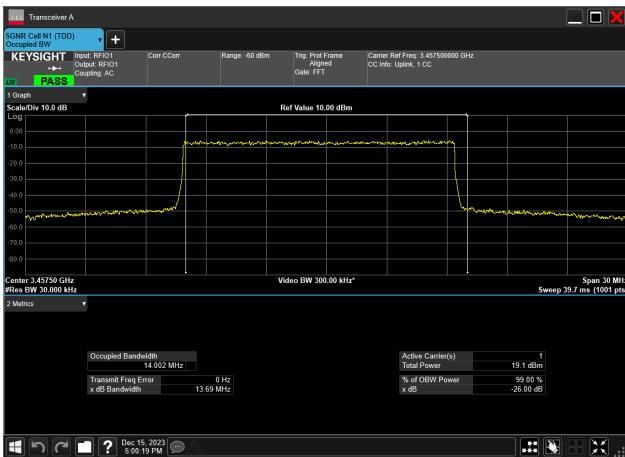 Transceiver A
5GNR Cell N1 (TDD)
Occupied BW
KEYSIGHT
PASS
Input: RFIO1
Output: RFIO1
Coupling: AC
Corr CCorr
Range: -60 dBm
Trig: Prot Frame
Aligned
Gate: FFT
Carrier Ref Freq: 3.457500000 GHz
CC Info: Uplink, 1 CC
1 Graph
Scale/Div 10.0 dB
Ref Value 10.00 dBm
Log
0.00
-10.0
-20.0
-30.0
-40.0
-50.0
-60.0
-70.0
-80.0
Center 3.45750 GHz
Video BW 300.00 kHz*
Span 30 MHz
#Res BW 30.000 kHz
Sweep 39.7 ms (1001 pts
2 Metrics
Occupied Bandwidth
14.002 MHz
Active Carrier(s) 1
Total Power 19.1 dBm
Transmit Freq Error 0 Hz
x dB Bandwidth 13.69 MHz
% of OBW Power 99.00 %
x dB -26.00 dB
Dec 15, 2023
5:00:19 PM